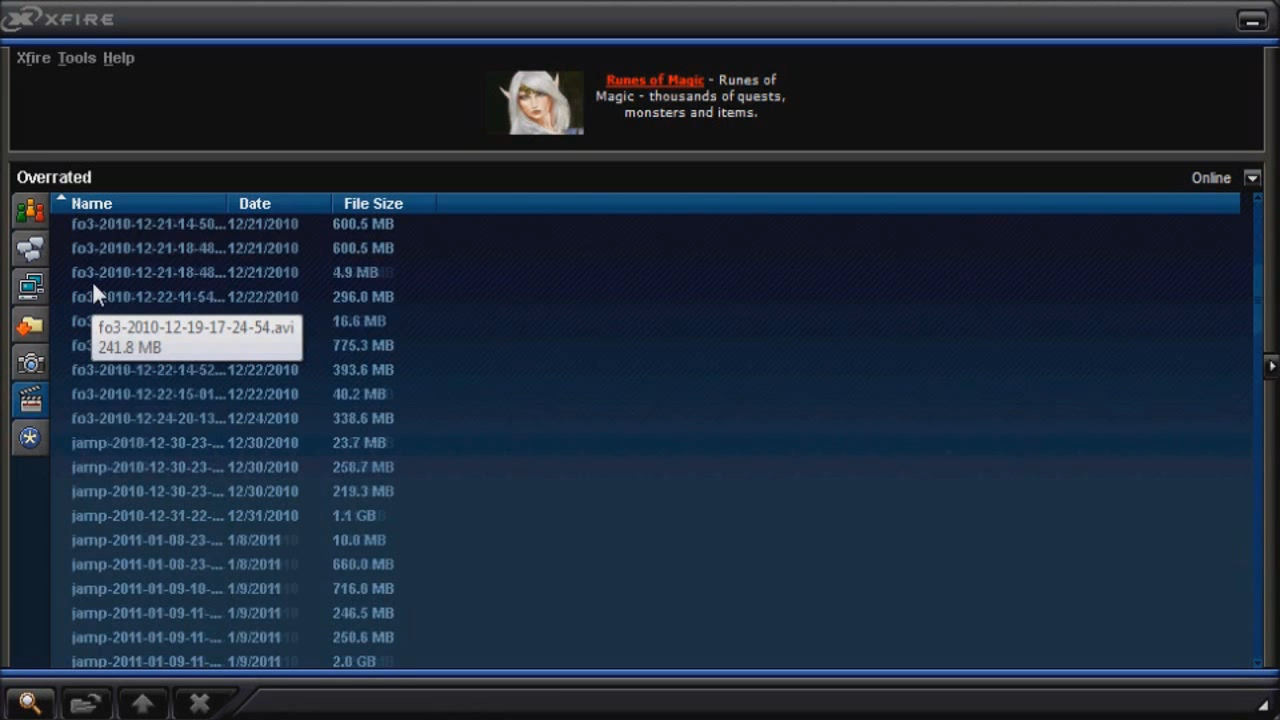 XFIRE
Xfire Tools Help
Runes of Magic - Runes of
Magic - thousands of quests,
monsters and items.
Overrated
Online
Name Date File Size
fo3-2010-12-21-14-50... 12/21/2010 600.5 MB
fo3-2010-12-21-18-48... 12/21/2010 600.5 MB
fo3-2010-12-21-18-48... 12/21/2010 4.9 MB
fo3-2010-12-22-11-54... 12/22/2010 296.0 MB
fo3 16.6 MB
fo3-2010-12-19-17-24-54.avi
241.8 MB
fo3 775.3 MB
fo3-2010-12-22-14-52... 12/22/2010 393.6 MB
fo3-2010-12-22-15-01... 12/22/2010 40.2 MB
fo3-2010-12-24-20-13... 12/24/2010 338.6 MB
jamp-2010-12-30-23-... 12/30/2010 23.7 MB
jamp-2010-12-30-23-... 12/30/2010 258.7 MB
jamp-2010-12-30-23-... 12/30/2010 219.3 MB
jamp-2010-12-31-22-... 12/31/2010 1.1 GB
jamp-2011-01-08-23-... 1/8/2011 10.0 MB
jamp-2011-01-08-23-... 1/8/2011 660.0 MB
jamp-2011-01-09-10-... 1/9/2011 716.0 MB
jamp-2011-01-09-11-... 1/9/2011 246.5 MB
jamp-2011-01-09-11-... 1/9/2011 250.6 MB
jamp-2011-01-09-11-... 1/9/2011 2.0 GB